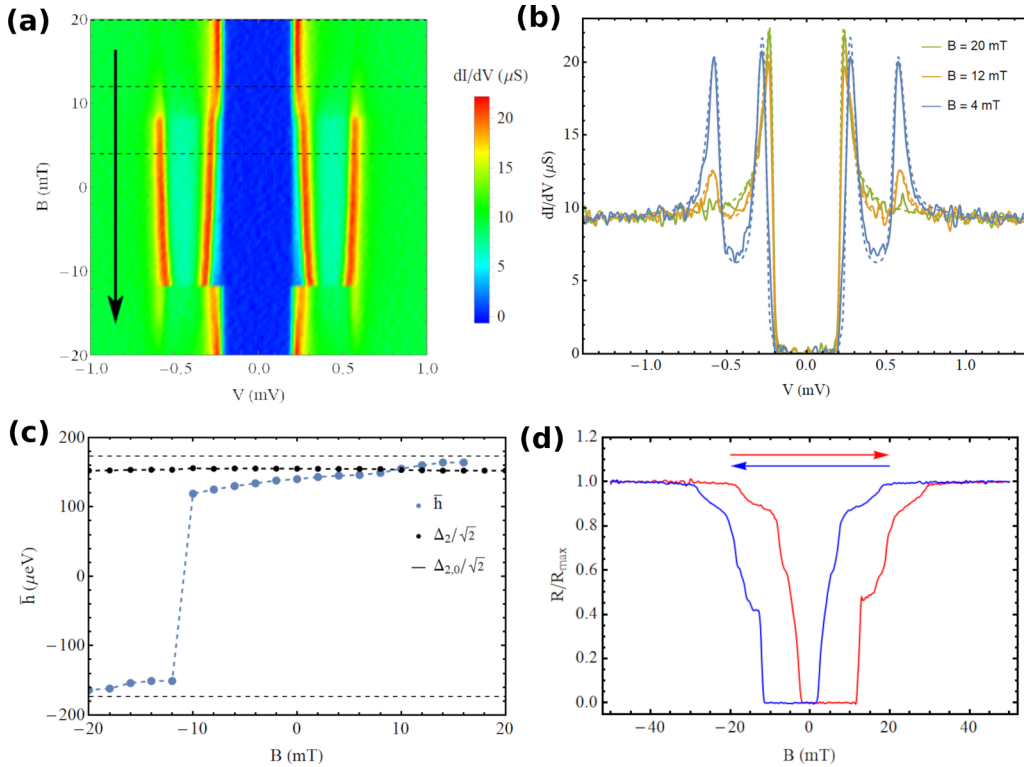 (a)
20
10
0
−10
−20
B (mT)
−1.0 −0.5 0.0 0.5 1.0
V (mV)
dI/dV (μS)
20
15
10
5
0
(b)
20
15
10
5
0
dI/dV (μS)
−1.0 −0.5 0.0 0.5 1.0
V (mV)
B = 20 mT
B = 12 mT
B = 4 mT
(c)
200
100
0
−100
−200
h̄ (μeV)
−20 −10 0 10 20
B (mT)
h̄
Δ₂/√2
Δ₂,₀/√2
(d)
1.2
1.0
0.8
0.6
0.4
0.2
0.0
R/Rₘₐₓ
−40 −20 0 20 40
B (mT)